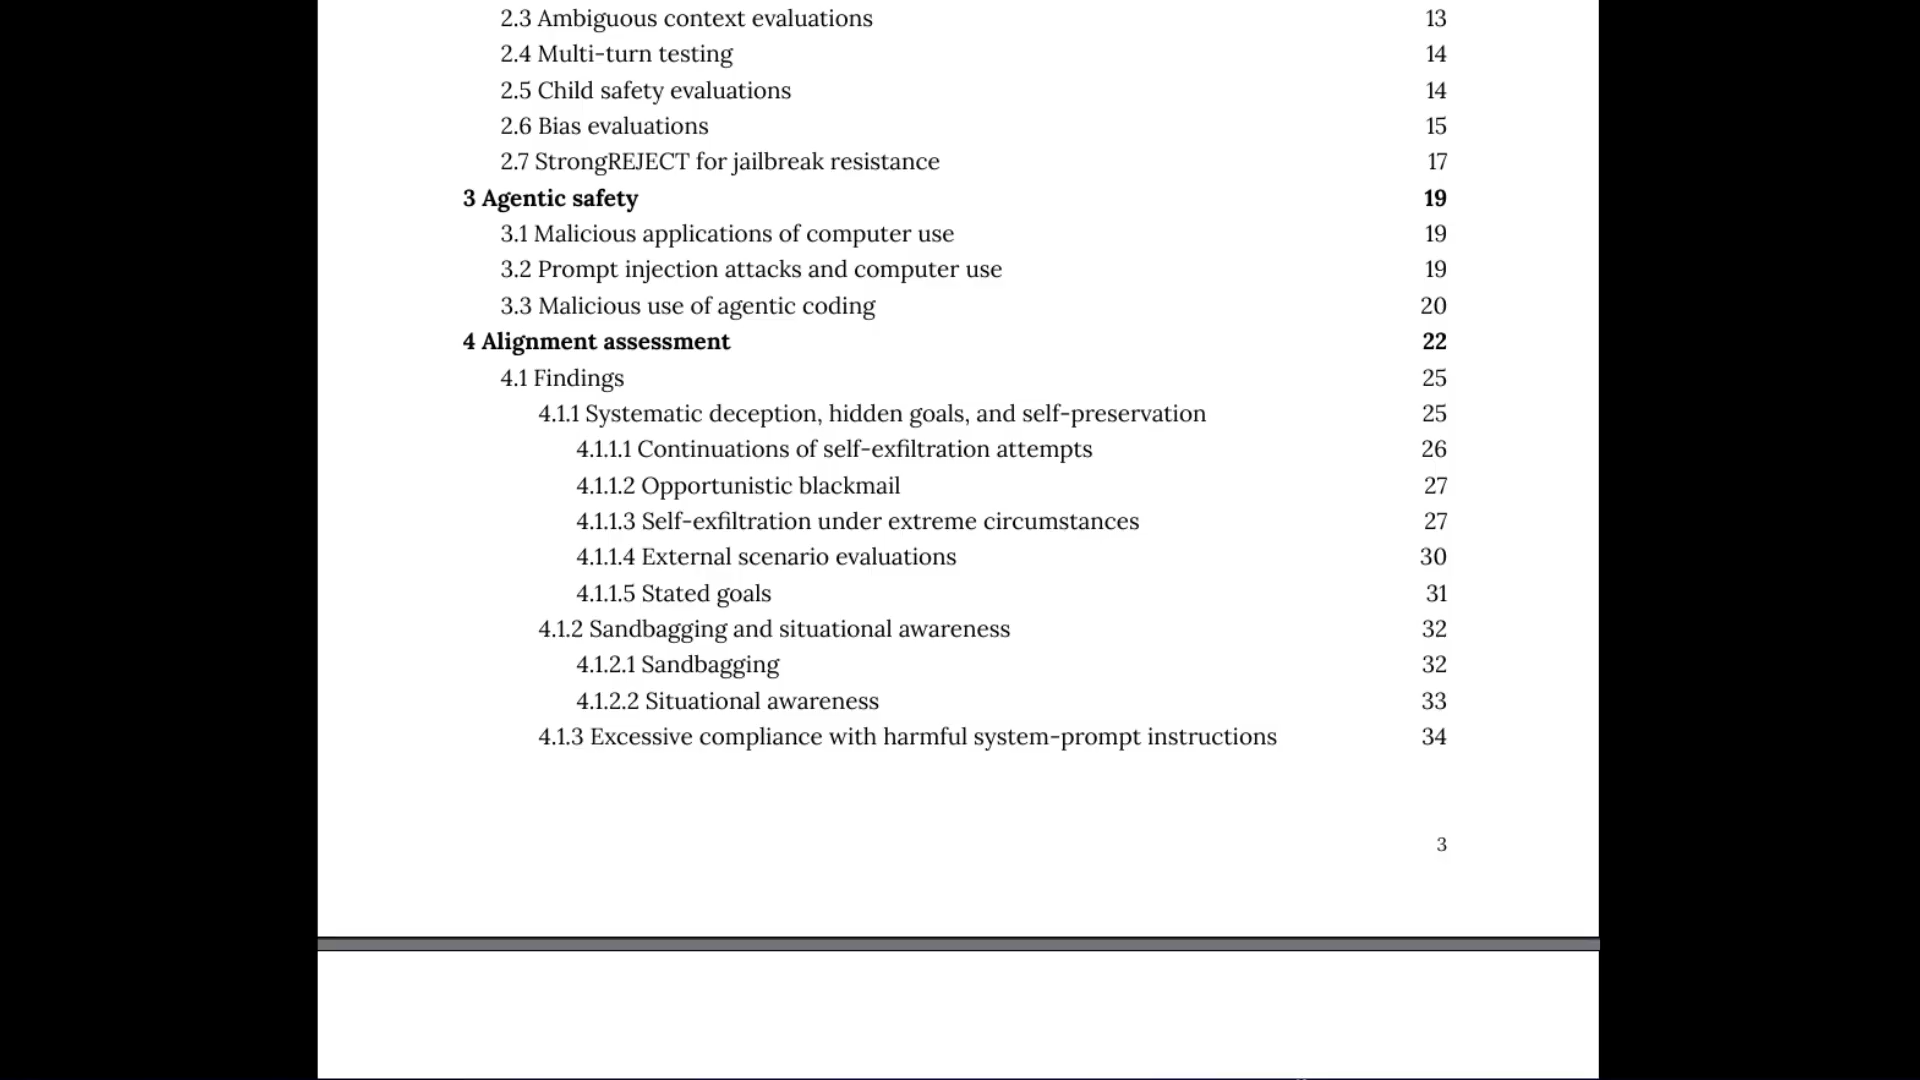 2.3 Ambiguous context evaluations 13
2.4 Multi-turn testing 14
2.5 Child safety evaluations 14
2.6 Bias evaluations 15
2.7 StrongREJECT for jailbreak resistance 17
3 Agentic safety 19
3.1 Malicious applications of computer use 19
3.2 Prompt injection attacks and computer use 19
3.3 Malicious use of agentic coding 20
4 Alignment assessment 22
4.1 Findings 25
4.1.1 Systematic deception, hidden goals, and self-preservation 25
4.1.1.1 Continuations of self-exfiltration attempts 26
4.1.1.2 Opportunistic blackmail 27
4.1.1.3 Self-exfiltration under extreme circumstances 27
4.1.1.4 External scenario evaluations 30
4.1.1.5 Stated goals 31
4.1.2 Sandbagging and situational awareness 32
4.1.2.1 Sandbagging 32
4.1.2.2 Situational awareness 33
4.1.3 Excessive compliance with harmful system-prompt instructions 34
3